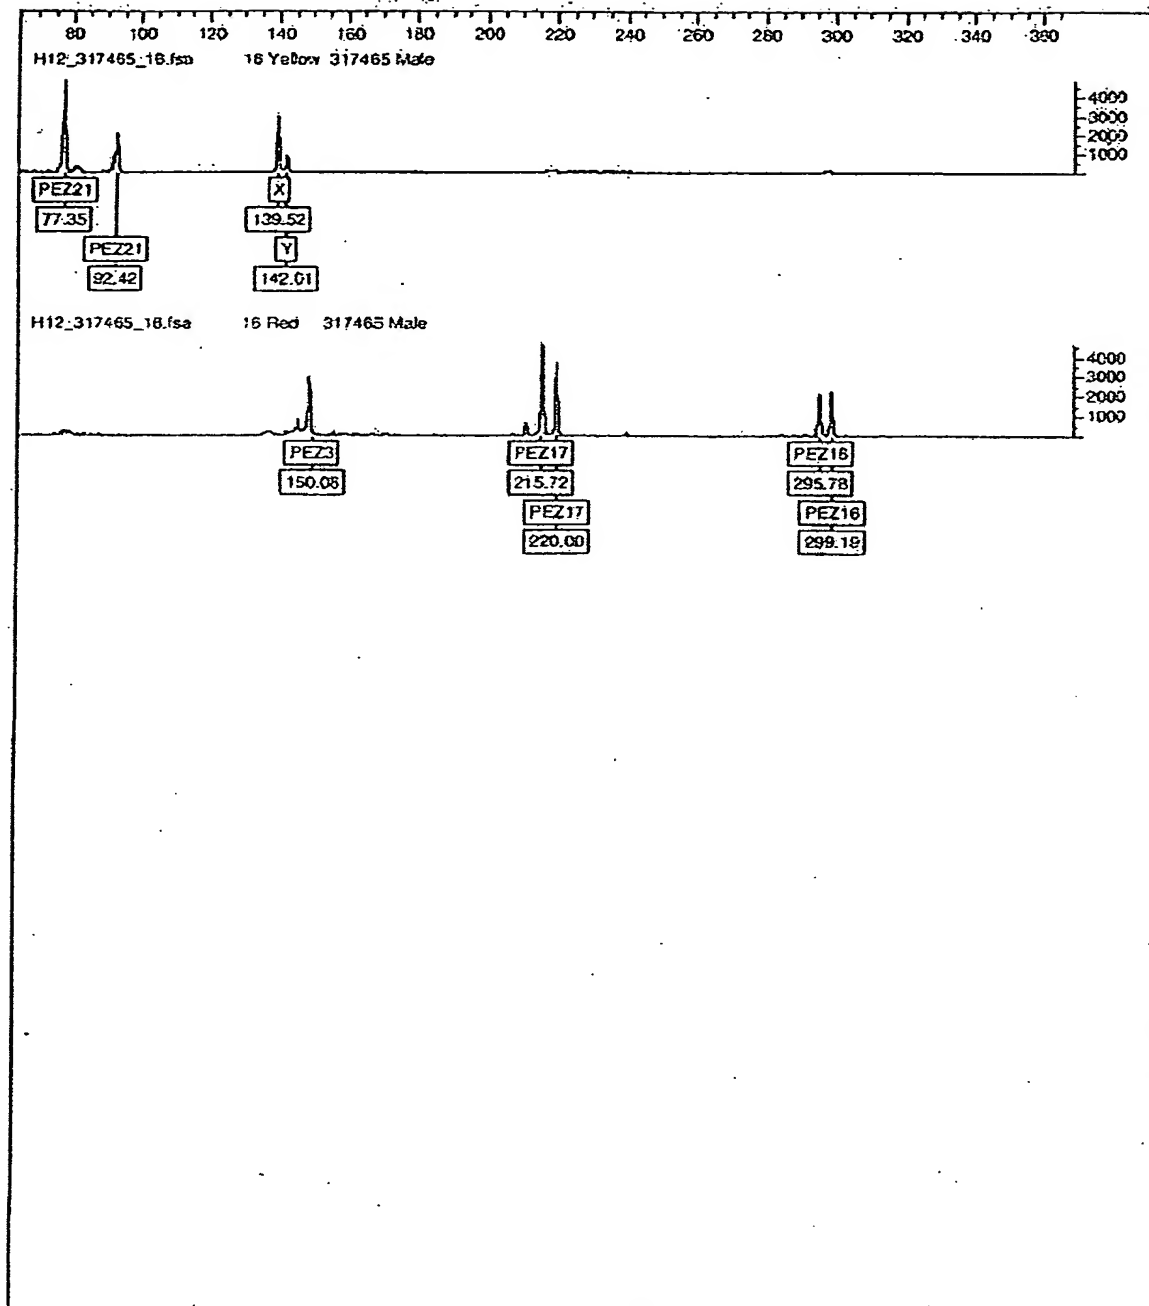 80 100 120 140 160 180 200 220 240 260 280 300 320 340 360
H12_317465_16.fsa 16 Yellow 317465 Male
4000
3000
2000
1000
PEZ21 X
77.35 139.52
PEZ21 Y
92.42 142.01
H12_317465_16.fsa 16 Red 317465 Male
4000
3000
2000
1000
PEZ3 PEZ17 PEZ16
150.08 215.72 295.78
PEZ17 PEZ16
220.00 299.19